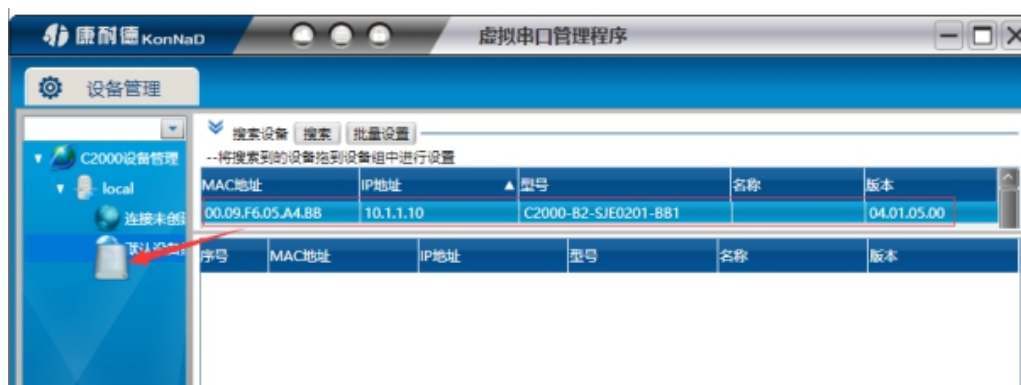 康耐德 KonNaD
虚拟串口管理程序
设备管理
搜索设备 搜索 批量设置
--将搜索到的设备拖到设备组中进行设置
C2000设备管理
local
连接未创
默认设备
MAC地址 IP地址 型号 名称 版本
00.09.F6.05.A4.BB 10.1.1.10 C2000-B2-SJE0201-BB1 04.01.05.00
序号 MAC地址 IP地址 型号 名称 版本